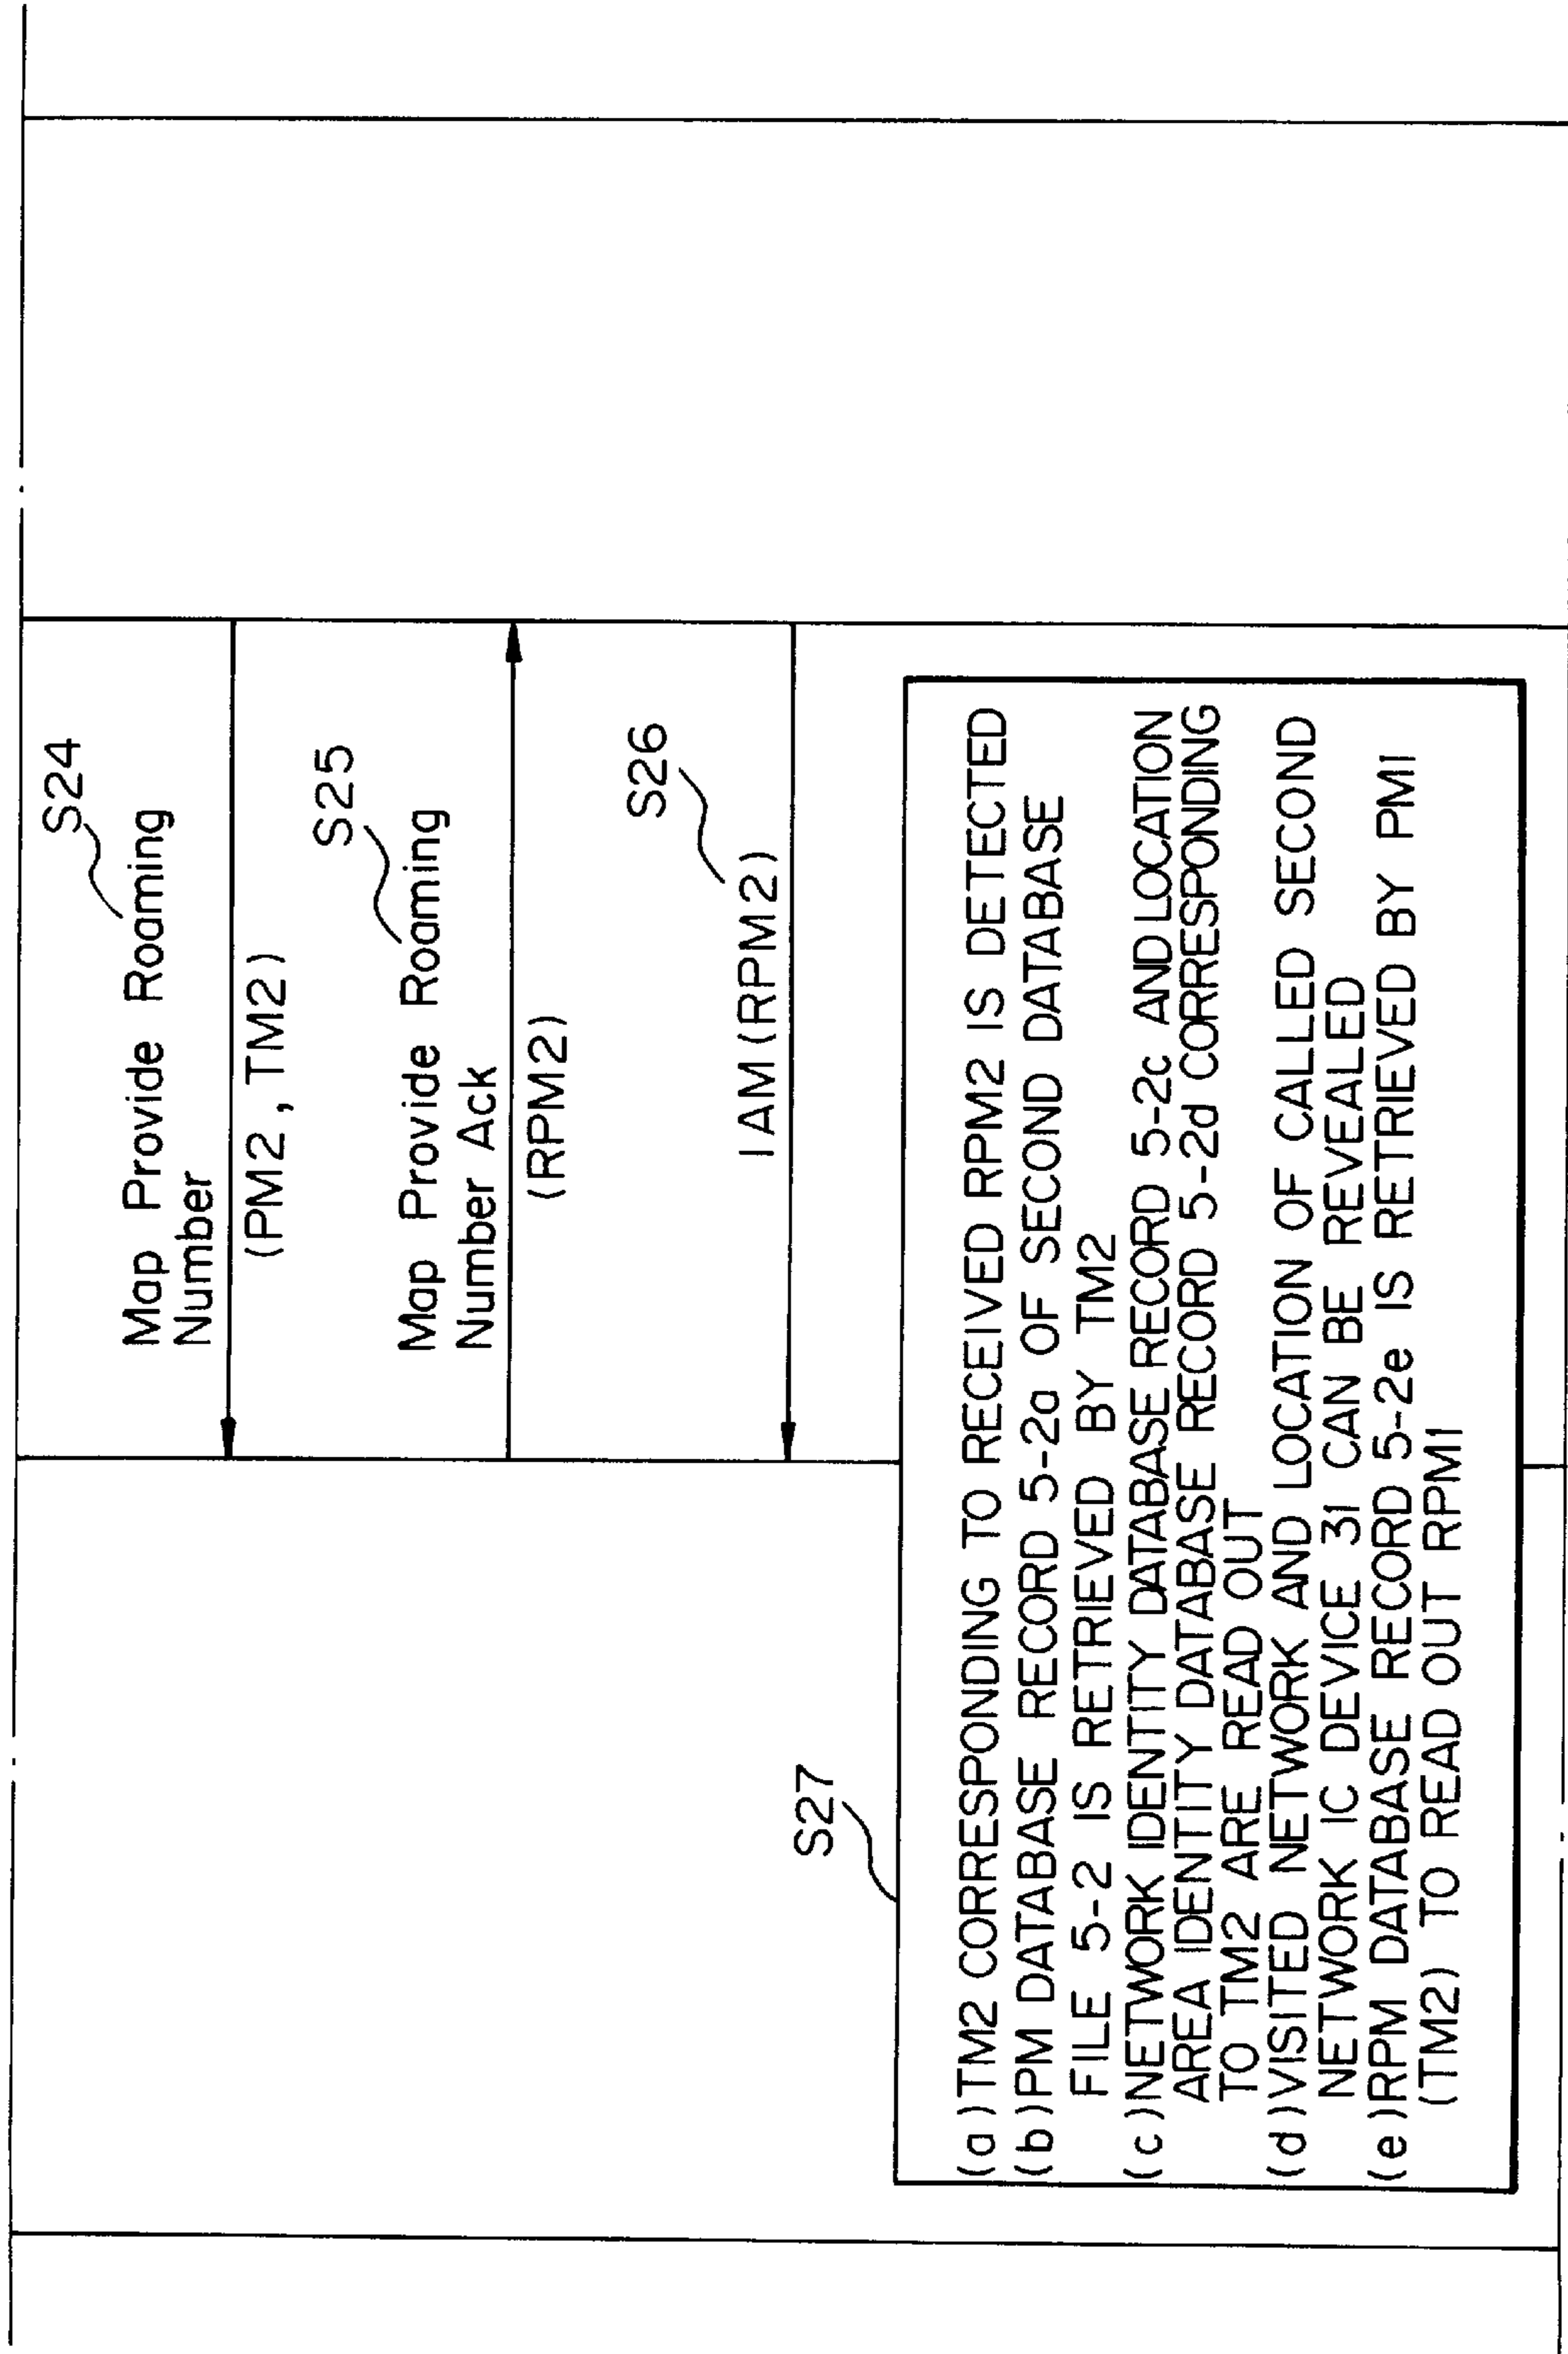 S24
Map Provide Roaming
Number
(PM2, TM2)
S25
Map Provide Roaming
Number Ack
(RPM2)
S26
IAM (RPM2)
S27
(a) TM2 CORRESPONDING TO RECEIVED RPM2 IS DETECTED
(b) PM DATABASE RECORD 5-2a OF SECOND DATABASE
FILE 5-2 IS RETRIEVED BY TM2
(c) NETWORK IDENTITY DATABASE RECORD 5-2c AND LOCATION
AREA IDENTITY DATABASE RECORD 5-2d CORRESPONDING
TO TM2 ARE READ OUT
(d) VISITED NETWORK AND LOCATION OF CALLED SECOND
NETWORK IC DEVICE 31 CAN BE REVEALED
(e) RPM DATABASE RECORD 5-2e IS RETRIEVED BY PM1
(TM2) TO READ OUT RPM1